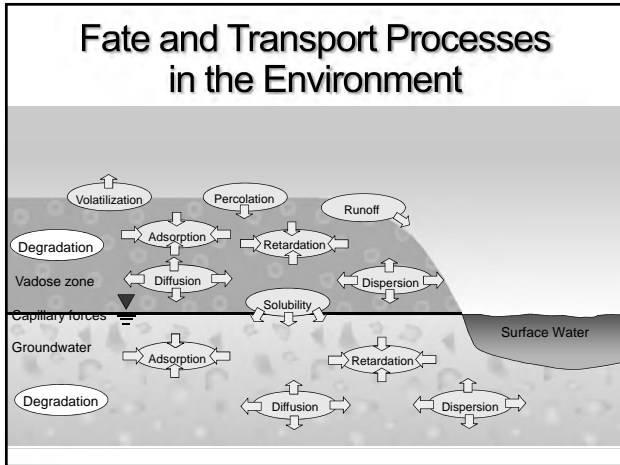 Fate and Transport Processes
in the Environment
Volatilization
Percolation
Runoff
Adsorption
Retardation
Degradation
Vadose zone
Diffusion
Dispersion
Solubility
Capillary forces
Surface Water
Groundwater
Adsorption
Retardation
Degradation
Diffusion
Dispersion